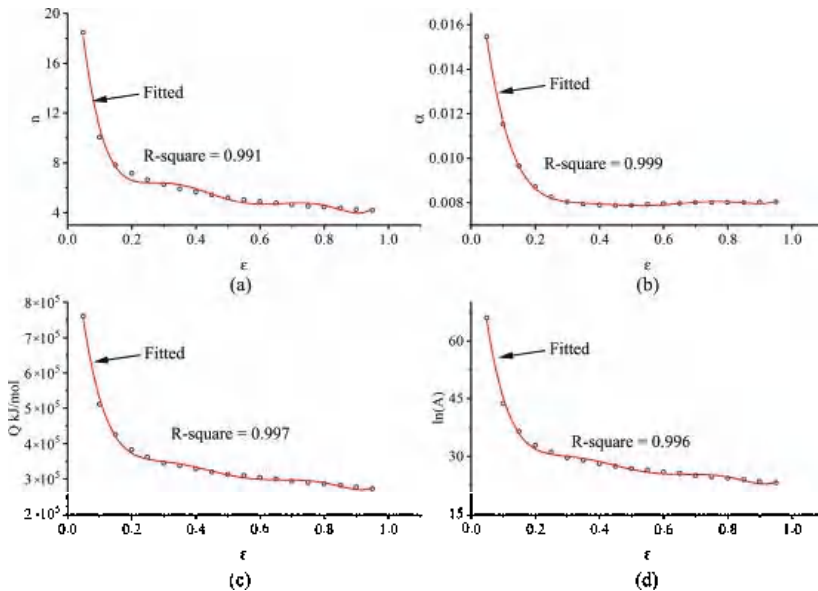 20
16
12
8
4
n
Fitted
R-square = 0.991
0.0 0.2 0.4 0.6 0.8 1.0
ε
(a)
0.016
0.014
0.012
0.010
0.008
α
Fitted
R-square = 0.999
0.0 0.2 0.4 0.6 0.8 1.0
ε
(b)
8×10⁵
7×10⁵
6×10⁵
5×10⁵
4×10⁵
3×10⁵
2×10⁵
Q kJ/mol
Fitted
R-square = 0.997
0.0 0.2 0.4 0.6 0.8 1.0
ε
(c)
60
45
30
15
ln(A)
Fitted
R-square = 0.996
0.0 0.2 0.4 0.6 0.8 1.0
ε
(d)